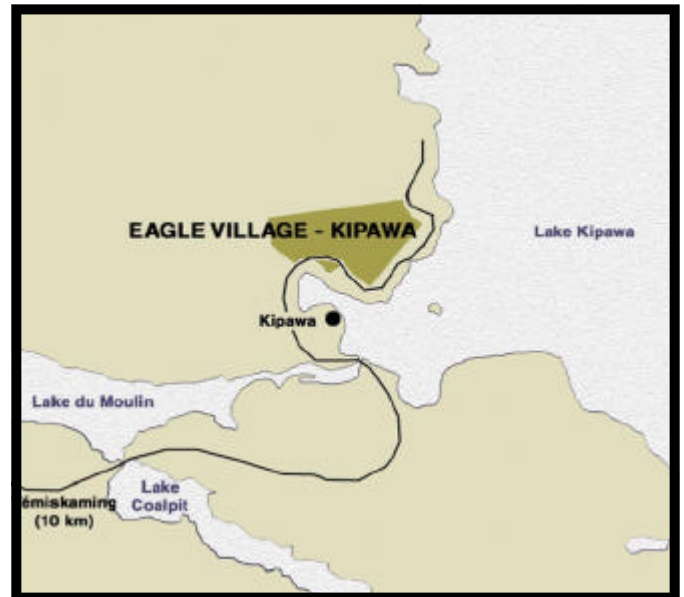 EAGLE VILLAGE - KIPAWA
Lake Kipawa
Kipawa
Lake du Moulin
Lake
Coalpit
émiskaming
(10 km)